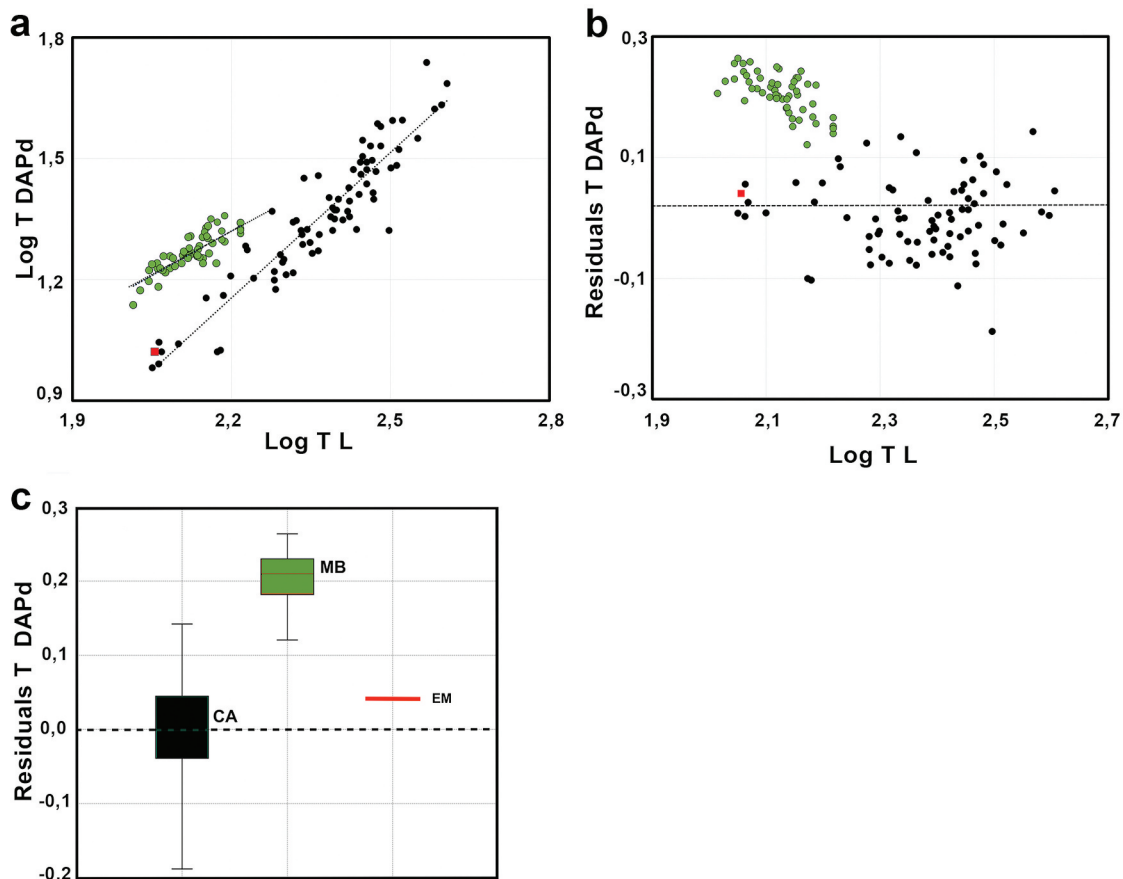 a
1,8
1,5
1,2
0,9
Log T DAPd
1,9
2,2
2,5
2,8
Log T L
b
0,3
0,1
-0,1
-0,3
Residuals T DAPd
1,9
2,1
2,3
2,5
2,7
Log T L
c
0,3
0,2
0,1
0,0
-0,1
-0,2
Residuals T DAPd
MB
CA
EM